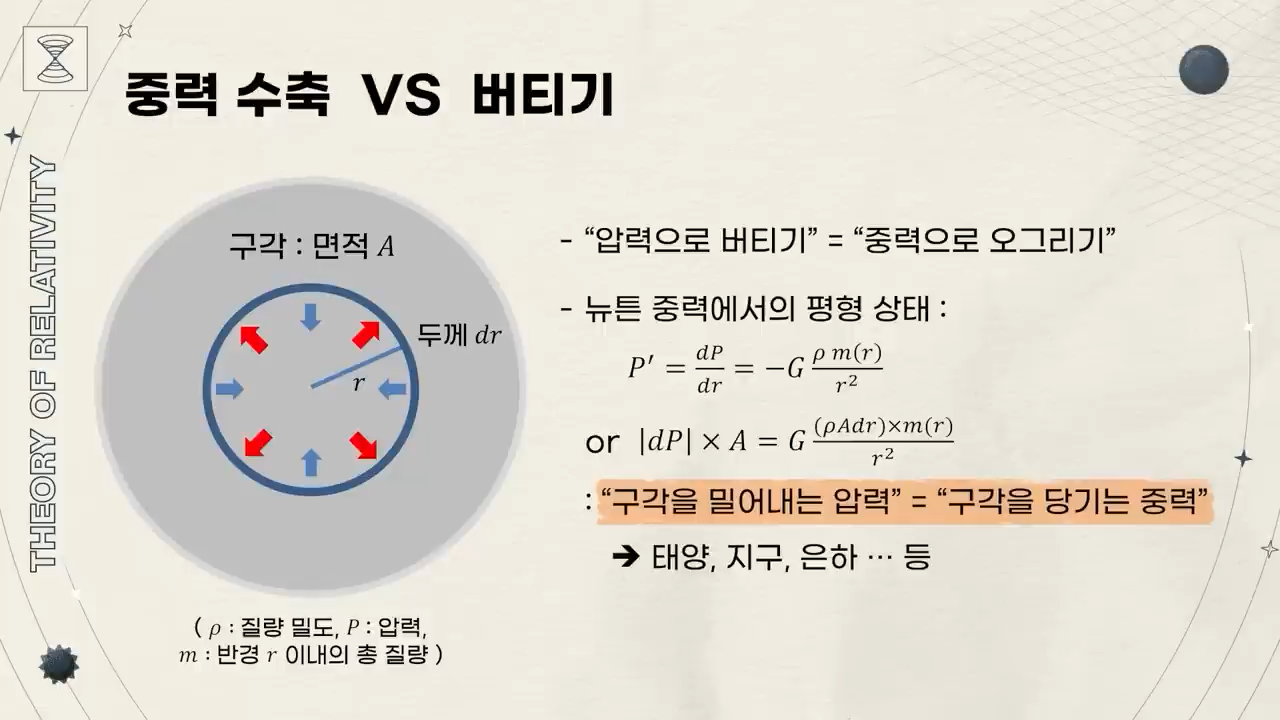 중력 수축 VS 버티기
THEORY OF RELATIVITY
구각 : 면적 A
두께 dr
r
( ρ : 질량 밀도, P : 압력,
m : 반경 r 이내의 총 질량 )
- “압력으로 버티기” = “중력으로 오그리기”
- 뉴튼 중력에서의 평형 상태 :
P′ = dP/dr = −G ρ m(r)/r²
or |dP| × A = G (ρAdr)×m(r)/r²
: “구각을 밀어내는 압력” = “구각을 당기는 중력”
➔ 태양, 지구, 은하 ⋯ 등